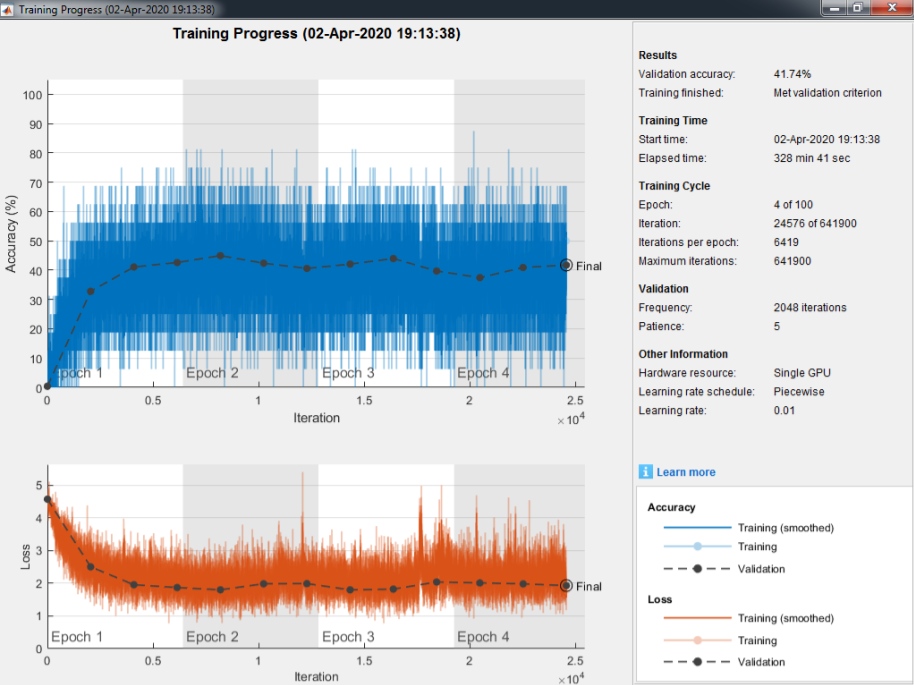 Training Progress (02-Apr-2020 19:13:38)
Training Progress (02-Apr-2020 19:13:38)
Accuracy (%)
100
90
80
70
60
50
40
30
20
10
0
Final
Epoch 1
Epoch 2
Epoch 3
Epoch 4
0
0.5
1
1.5
2
2.5
Iteration
×10⁴
Loss
5
4
3
2
1
0
Final
Epoch 1
Epoch 2
Epoch 3
Epoch 4
0
0.5
1
1.5
2
2.5
Iteration
×10⁴
Results
Validation accuracy: 41.74%
Training finished: Met validation criterion
Training Time
Start time: 02-Apr-2020 19:13:38
Elapsed time: 328 min 41 sec
Training Cycle
Epoch: 4 of 100
Iteration: 24576 of 641900
Iterations per epoch: 6419
Maximum iterations: 641900
Validation
Frequency: 2048 iterations
Patience: 5
Other Information
Hardware resource: Single GPU
Learning rate schedule: Piecewise
Learning rate: 0.01
i Learn more
Accuracy
Training (smoothed)
Training
Validation
Loss
Training (smoothed)
Training
Validation